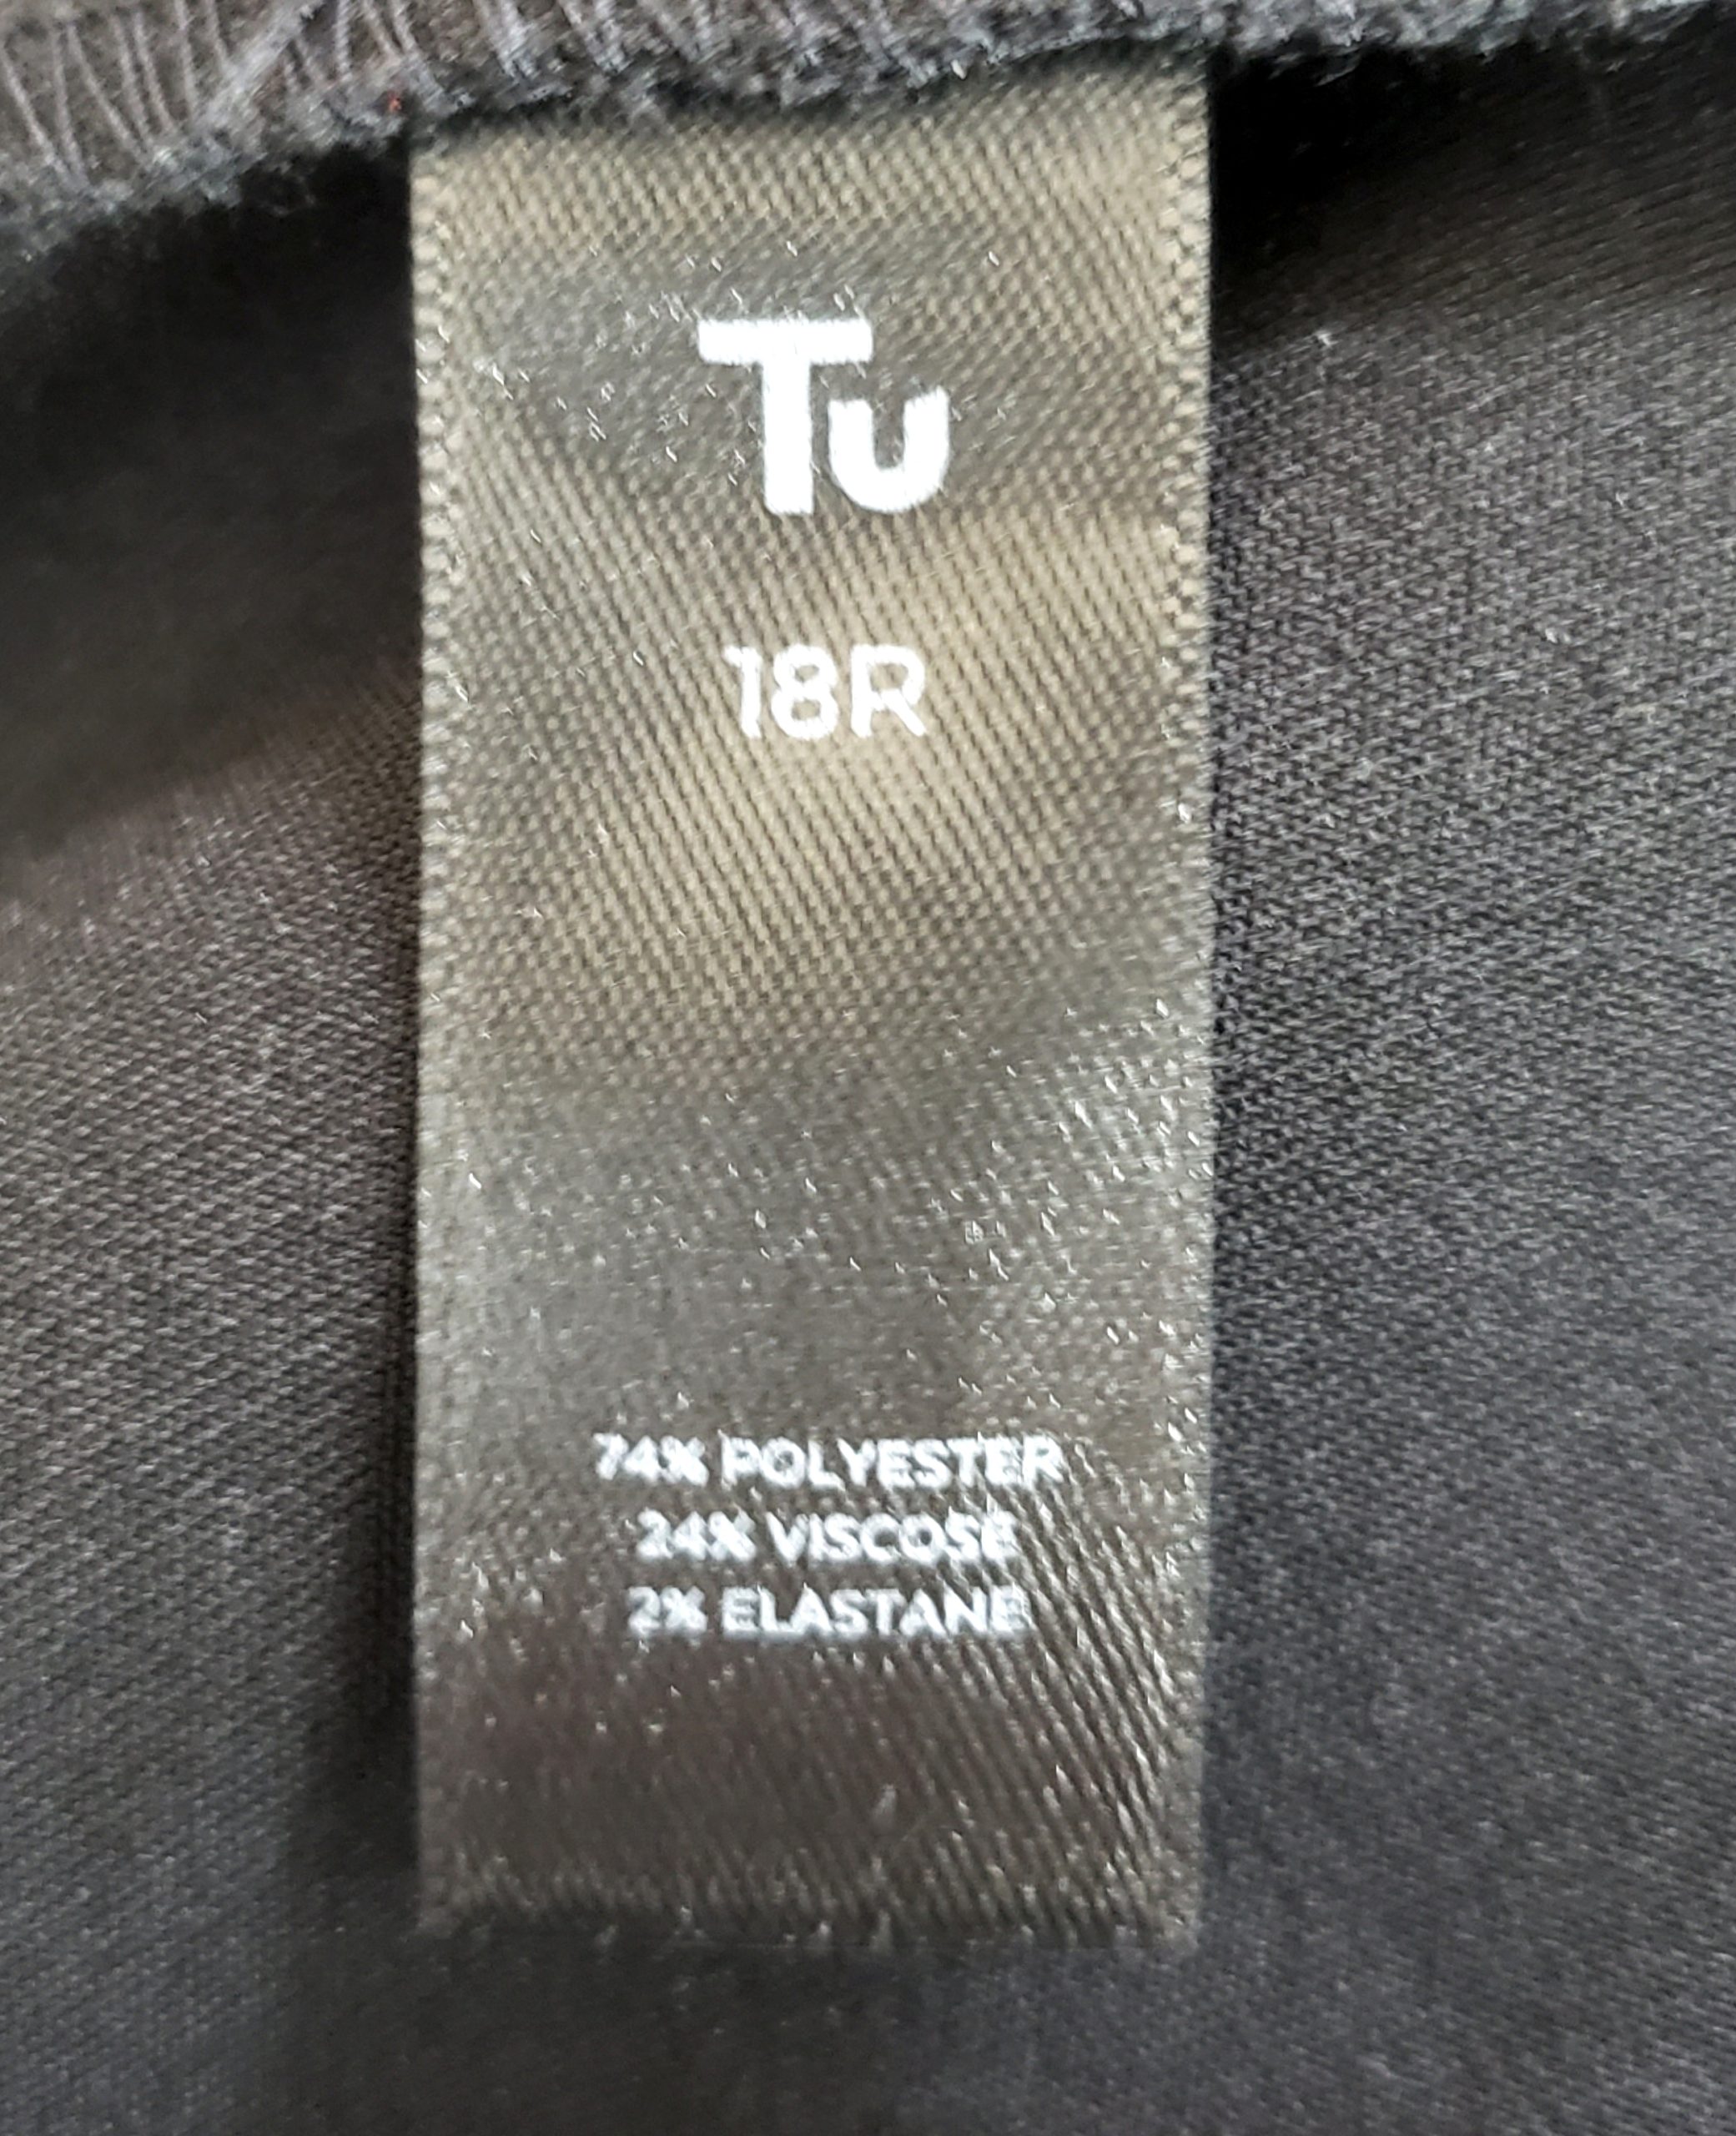 Tu
18R
74% POLYESTER
24% VISCOSE
2% ELASTANE